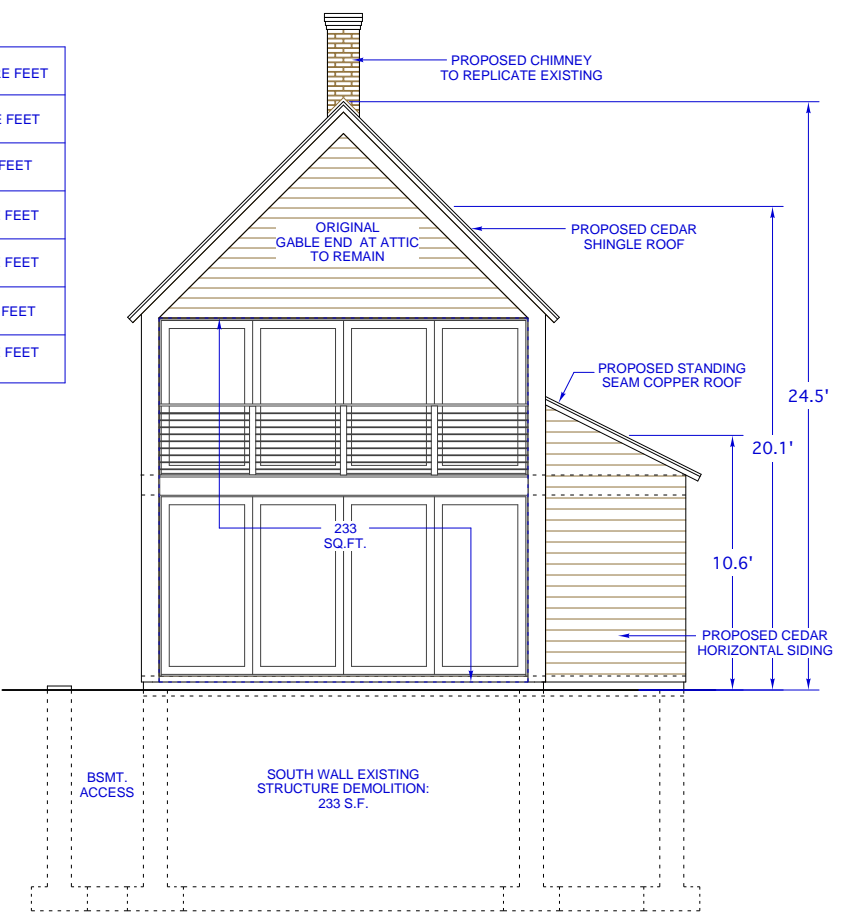 E FEET
FEET
FEET
FEET
FEET
FEET
FEET
PROPOSED CHIMNEY
TO REPLICATE EXISTING
ORIGINAL
GABLE END AT ATTIC
TO REMAIN
PROPOSED CEDAR
SHINGLE ROOF
PROPOSED STANDING
SEAM COPPER ROOF
24.5'
20.1'
10.6'
233
SQ.FT.
PROPOSED CEDAR
HORIZONTAL SIDING
BSMT.
ACCESS
SOUTH WALL EXISTING
STRUCTURE DEMOLITION:
233 S.F.